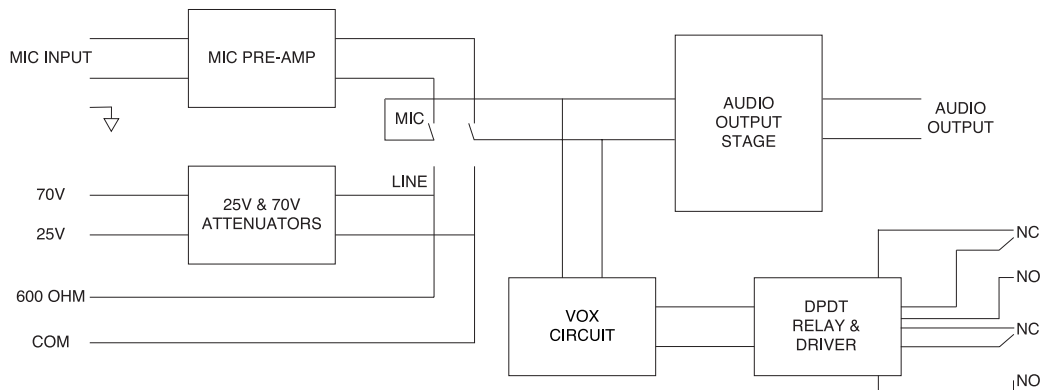 MIC INPUT
MIC PRE-AMP
MIC
AUDIO
OUTPUT
STAGE
AUDIO
OUTPUT
70V
25V
25V & 70V
ATTENUATORS
LINE
600 OHM
COM
VOX
CIRCUIT
DPDT
RELAY &
DRIVER
NC
NO
NC
NO